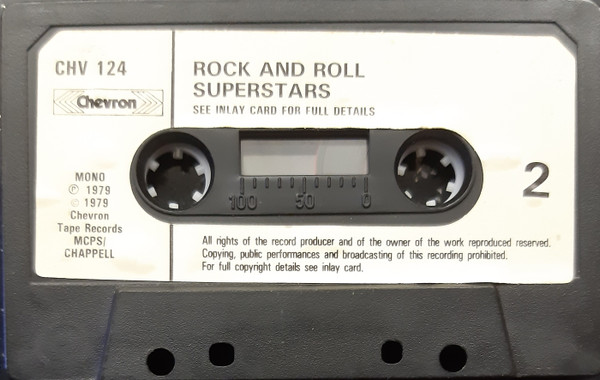 CHV 124
Chevron
ROCK AND ROLL
SUPERSTARS
SEE INLAY CARD FOR FULL DETAILS
MONO
Ⓟ 1979
© 1979
Chevron
Tape Records
MCPS/
CHAPPELL
100 50 0
2
All rights of the record producer and of the owner of the work reproduced reserved.
Copying, public performances and broadcasting of this recording prohibited.
For full copyright details see inlay card.